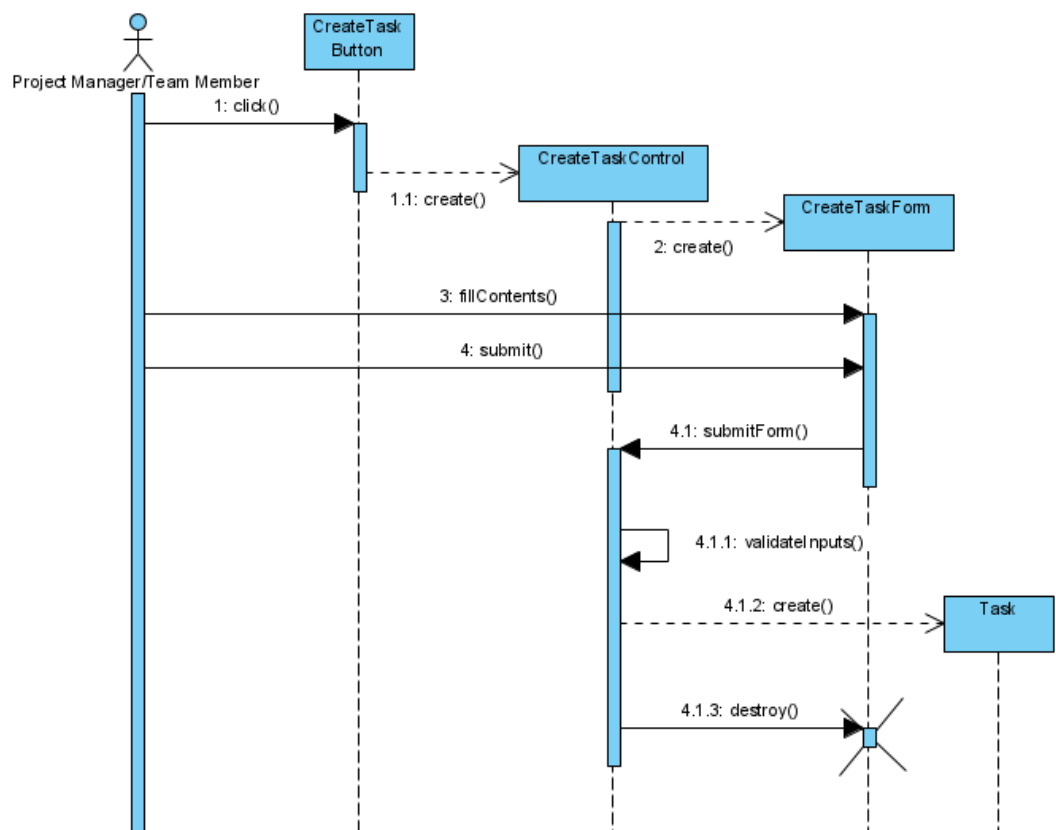 CreateTask
Button
Project Manager/Team Member
1: click()
CreateTaskControl
1.1: create()
CreateTaskForm
2: create()
3: fillContents()
4: submit()
4.1: submitForm()
4.1.1: validateInputs()
4.1.2: create()
Task
4.1.3: destroy()